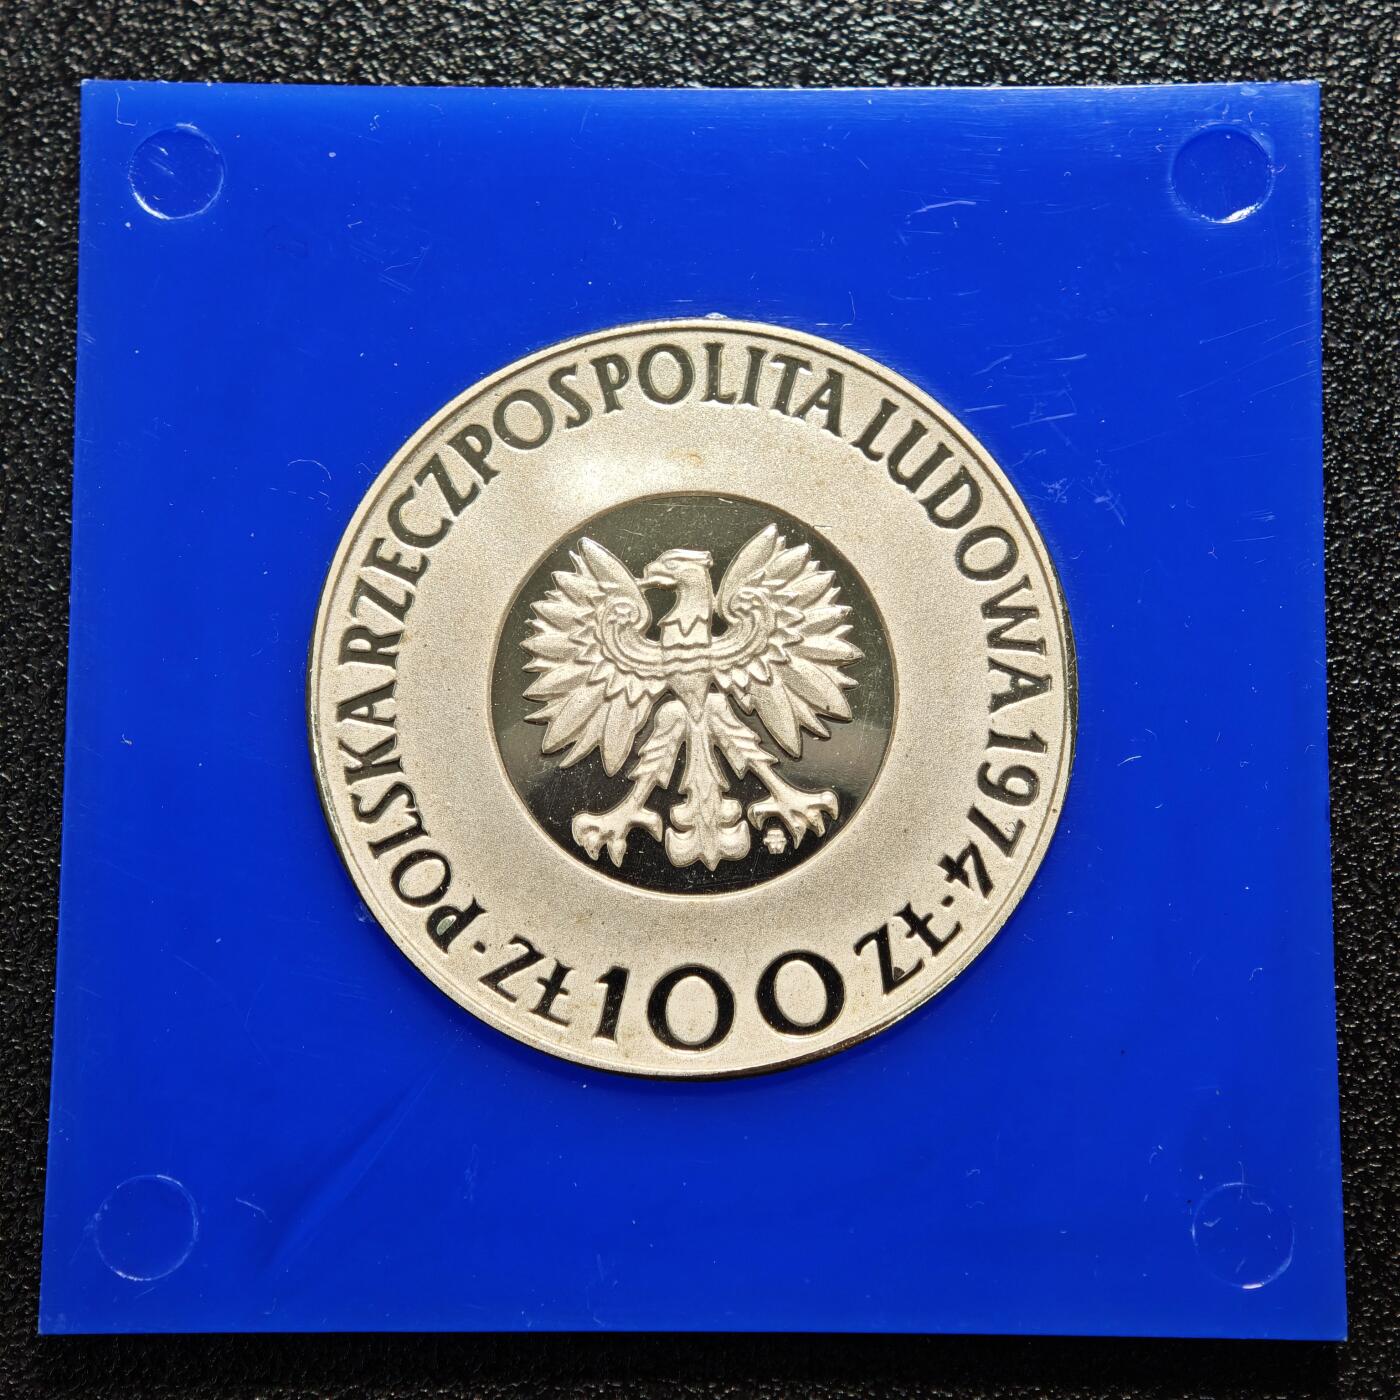 POLSKA RZECZPOSPOLITA LUDOWA 1974
ZŁ 100 ZŁ